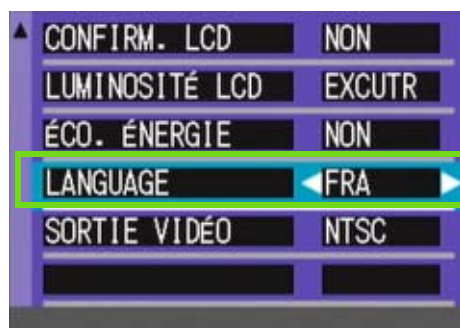 CONFIRM. LCD NON
LUMINOSITÉ LCD EXCUTR
ÉCO. ÉNERGIE NON
LANGUAGE FRA
SORTIE VIDÉO NTSC